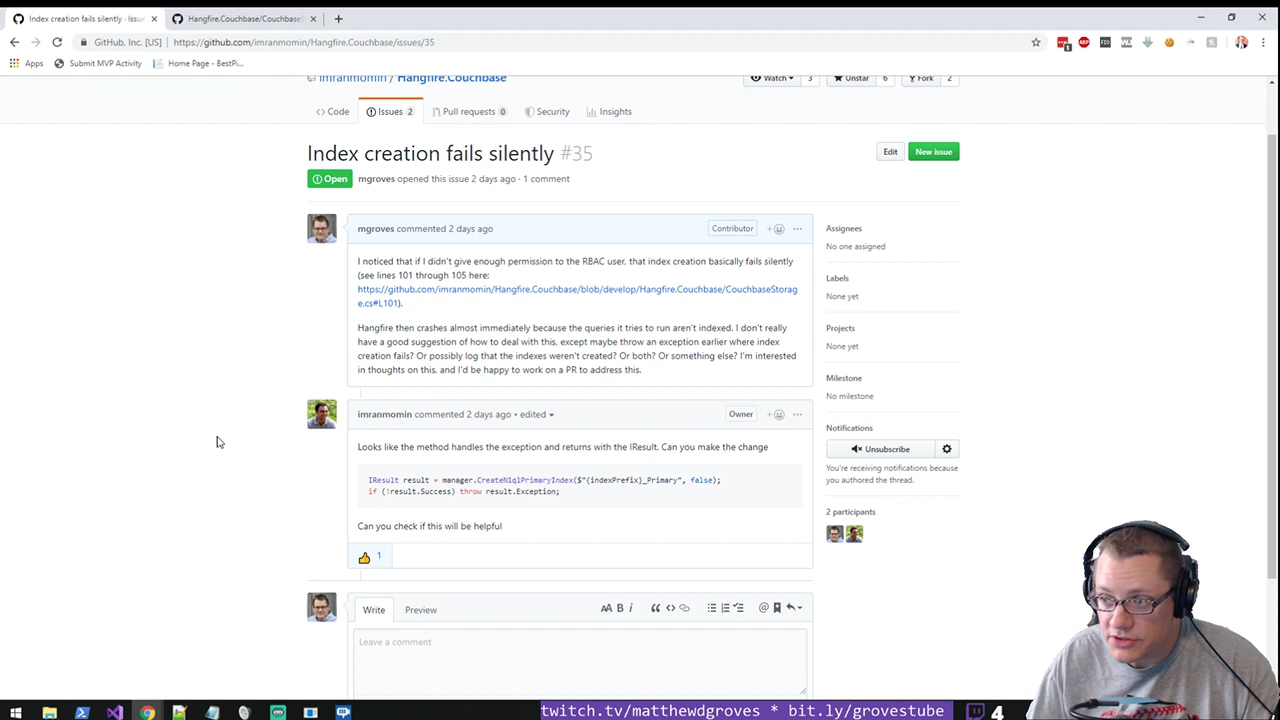 Index creation fails silently - Issu
Hangfire.Couchbase/CouchbaseS
GitHub, Inc. [US]
https://github.com/imranmomin/Hangfire.Couchbase/issues/35
Apps
Submit MVP Activity
Home Page - BestPi...
imranmomin / Hangfire.Couchbase
Watch 3
Unstar 6
Fork 2
Code
Issues 2
Pull requests 0
Security
Insights
Index creation fails silently #35
Edit
New issue
Open
mgroves opened this issue 2 days ago · 1 comment
mgroves commented 2 days ago
Contributor
I noticed that if I didn't give enough permission to the RBAC user, that index creation basically fails silently
(see lines 101 through 105 here:
https://github.com/imranmomin/Hangfire.Couchbase/blob/develop/Hangfire.Couchbase/CouchbaseStorag
e.cs#L101).
Hangfire then crashes almost immediately because the queries it tries to run aren't indexed. I don't really
have a good suggestion of how to deal with this, except maybe throw an exception earlier where index
creation fails? Or possibly log that the indexes weren't created? Or both? Or something else? I'm interested
in thoughts on this, and I'd be happy to work on a PR to address this.
imranmomin commented 2 days ago • edited
Owner
Looks like the method handles the exception and returns with the IResult. Can you make the change
IResult result = manager.CreateN1qlPrimaryIndex($"{indexPrefix}_Primary", false);
if (!result.Success) throw result.Exception;
Can you check if this will be helpful
1
Write
Preview
AA B i
Leave a comment
Assignees
No one assigned
Labels
None yet
Projects
None yet
Milestone
No milestone
Notifications
Unsubscribe
You're receiving notifications because
you authored the thread.
2 participants
twitch.tv/matthewdgroves * bit.ly/grovestube
4